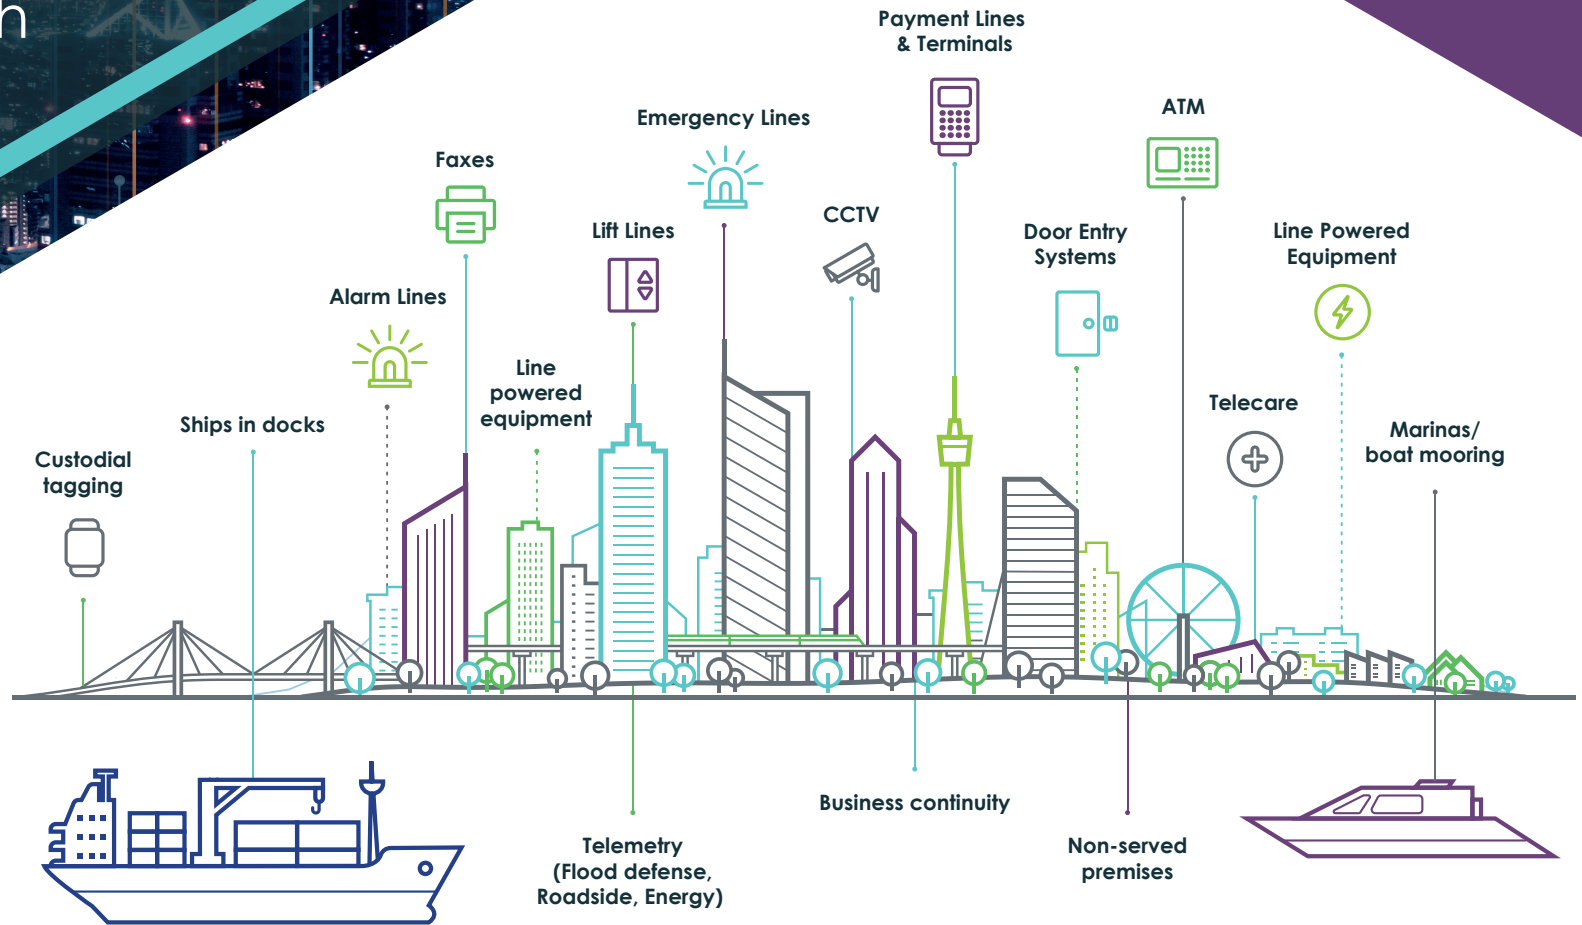 h
Payment Lines
& Terminals
ATM
Emergency Lines
Faxes
CCTV
Lift Lines
Door Entry
Systems
Line Powered
Equipment
Alarm Lines
Line
powered
equipment
Telecare
Ships in docks
Marinas/
boat mooring
Custodial
tagging
Business continuity
Telemetry
(Flood defense,
Roadside, Energy)
Non-served
premises